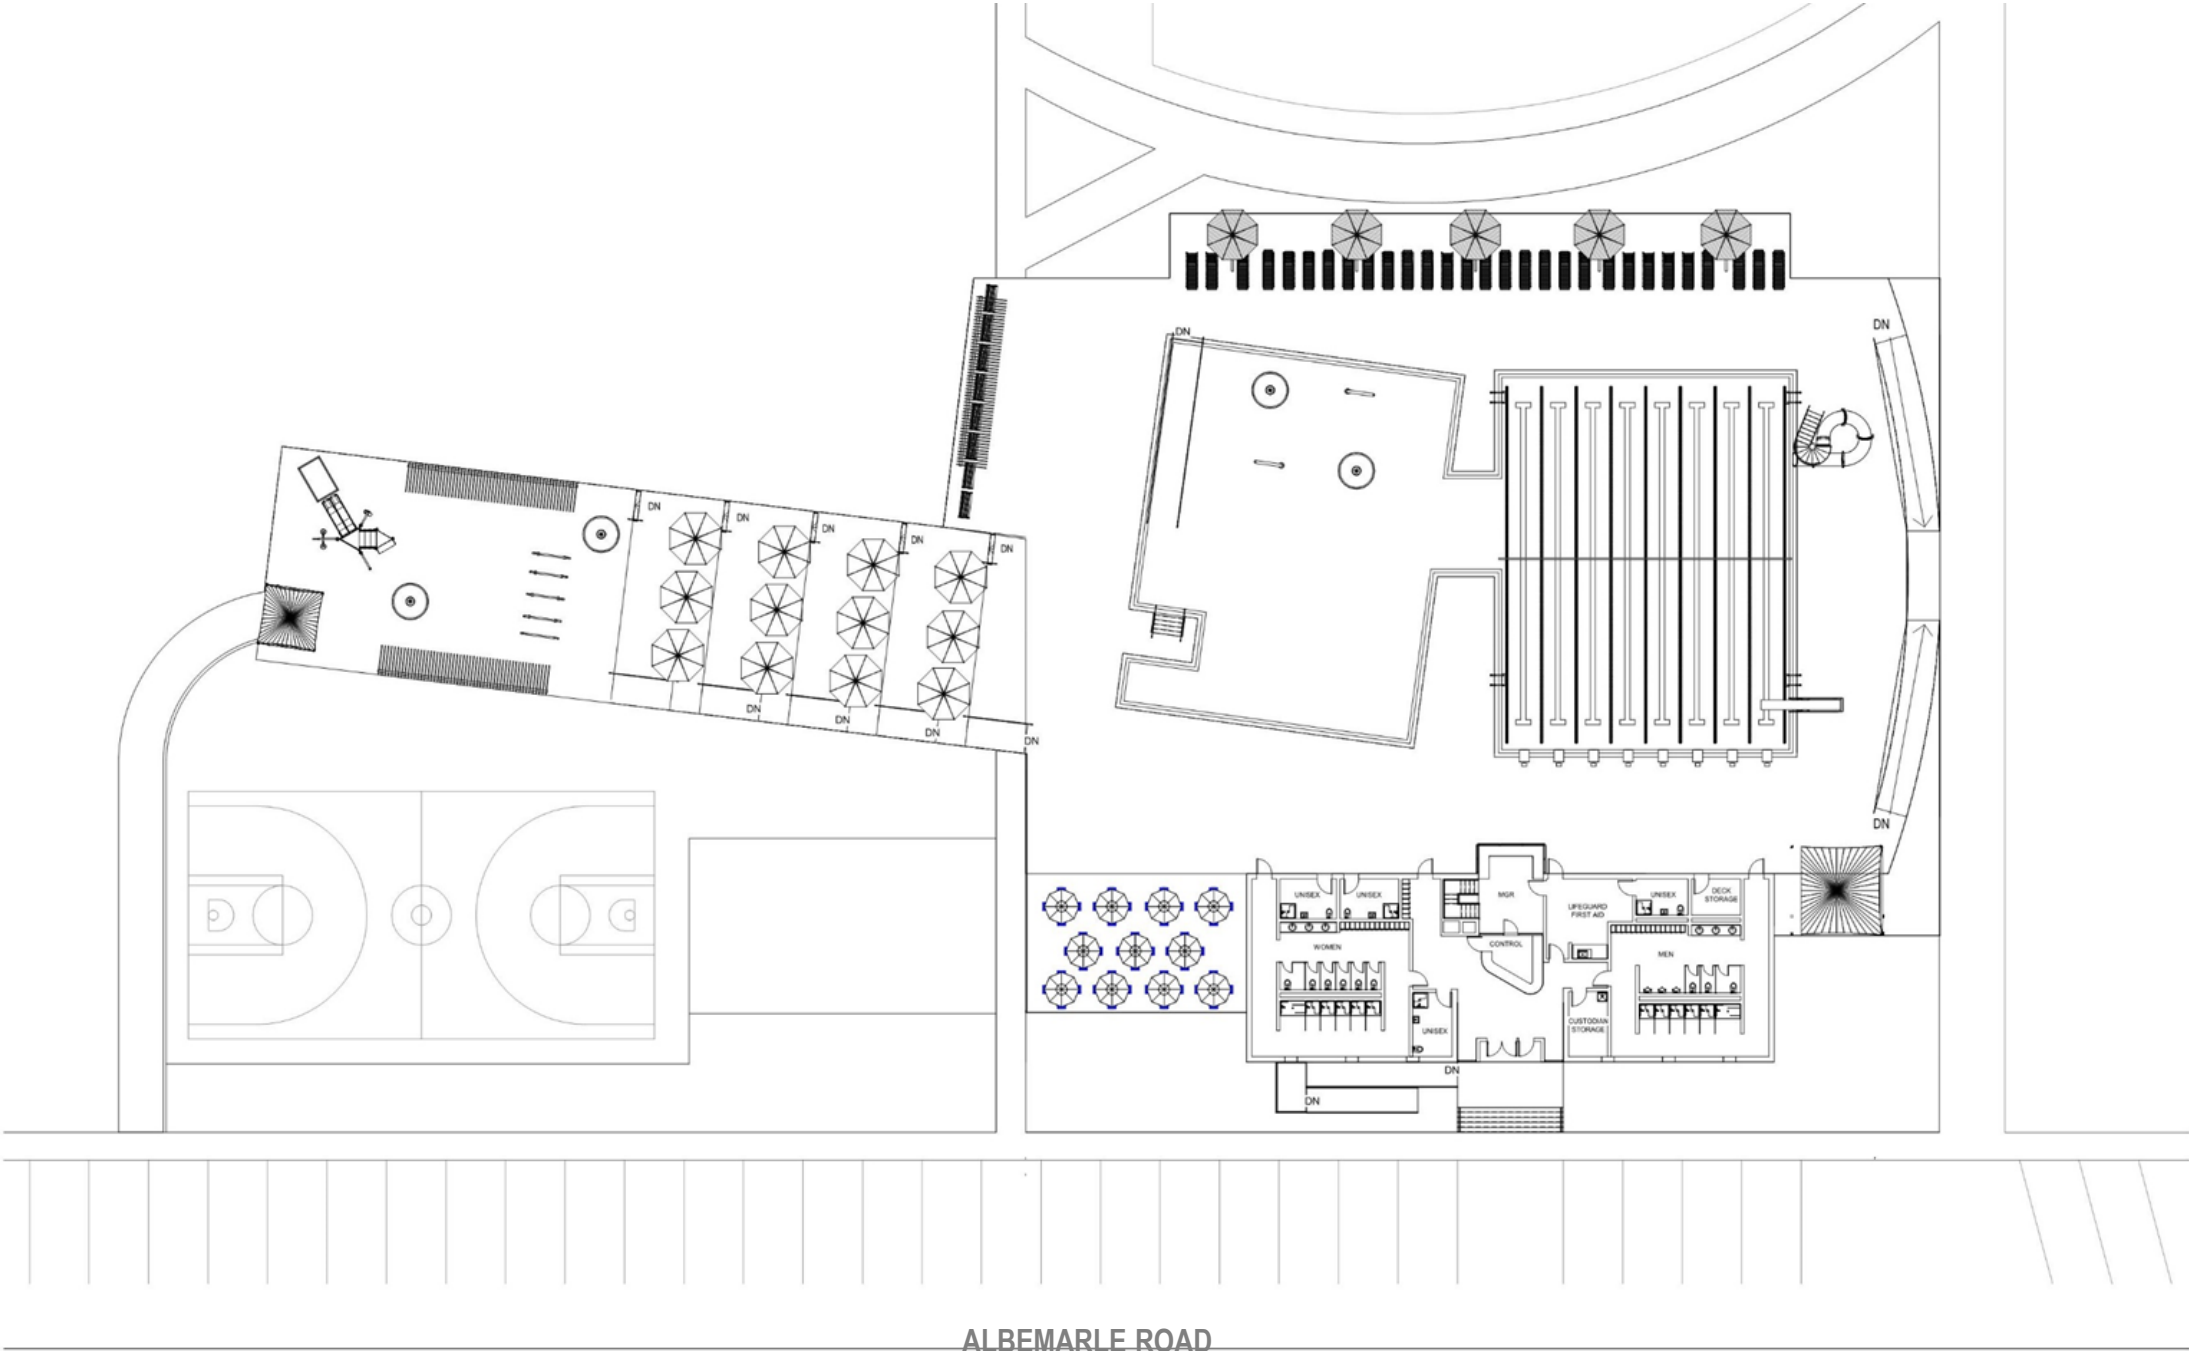 DN
DN
DN
DN
DN
DN
DN
DN
DN
DN
DN
DN
DN
UNISEX
UNISEX
MGR
LIFEGUARD
FIRST AID
UNISEX
DECK
STORAGE
WOMEN
CONTROL
MEN
UNISEX
CUSTODIAN
STORAGE
DN
DN
ALBEMARLE ROAD